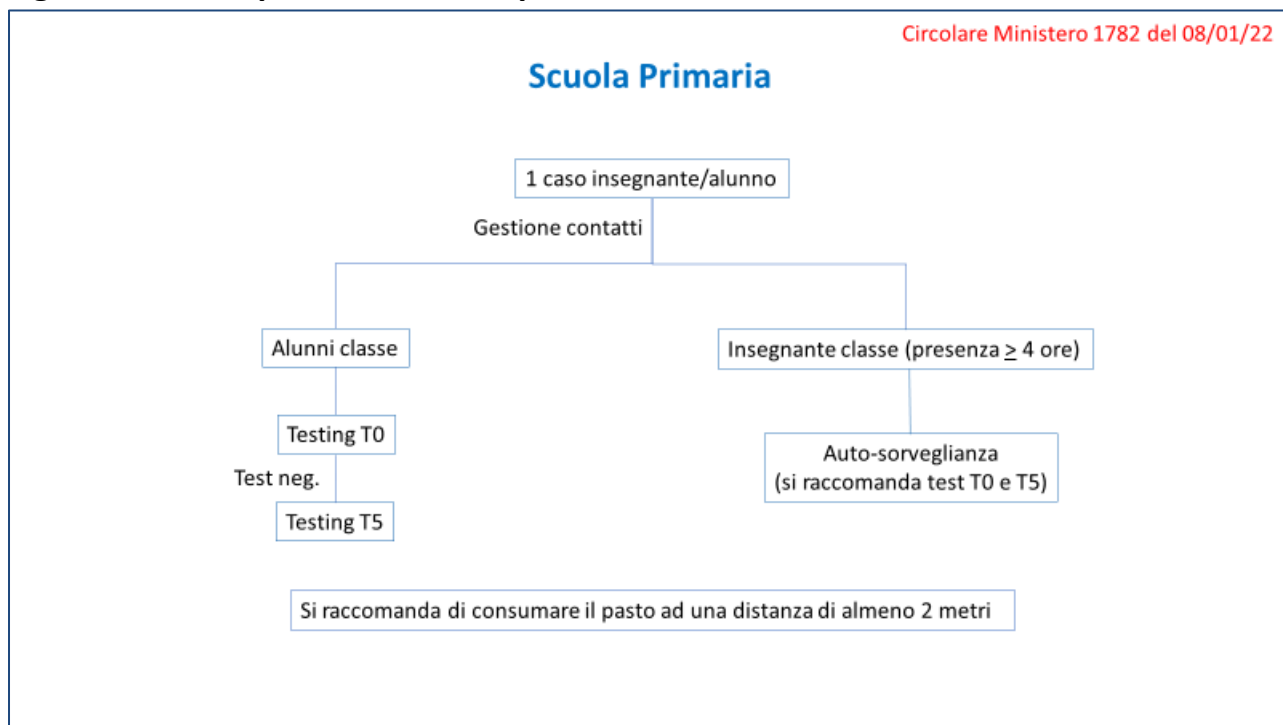 Circolare Ministero 1782 del 08/01/22
Scuola Primaria
1 caso insegnante/alunno
Gestione contatti
Alunni classe
Insegnante classe (presenza ≥ 4 ore)
Testing T0
Auto-sorveglianza
(si raccomanda test T0 e T5)
Test neg.
Testing T5
Si raccomanda di consumare il pasto ad una distanza di almeno 2 metri